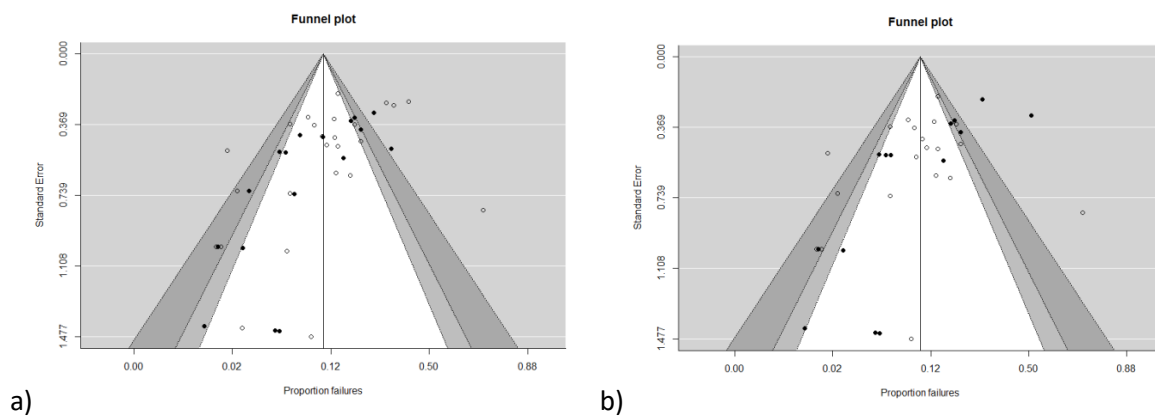 Funnel plot
0.000
0.369
0.739
1.108
1.477
Standard Error
0.00
0.02
0.12
0.50
0.88
Proportion failures
a)
Funnel plot
0.000
0.369
0.739
1.108
1.477
Standard Error
0.00
0.02
0.12
0.50
0.88
Proportion failures
b)